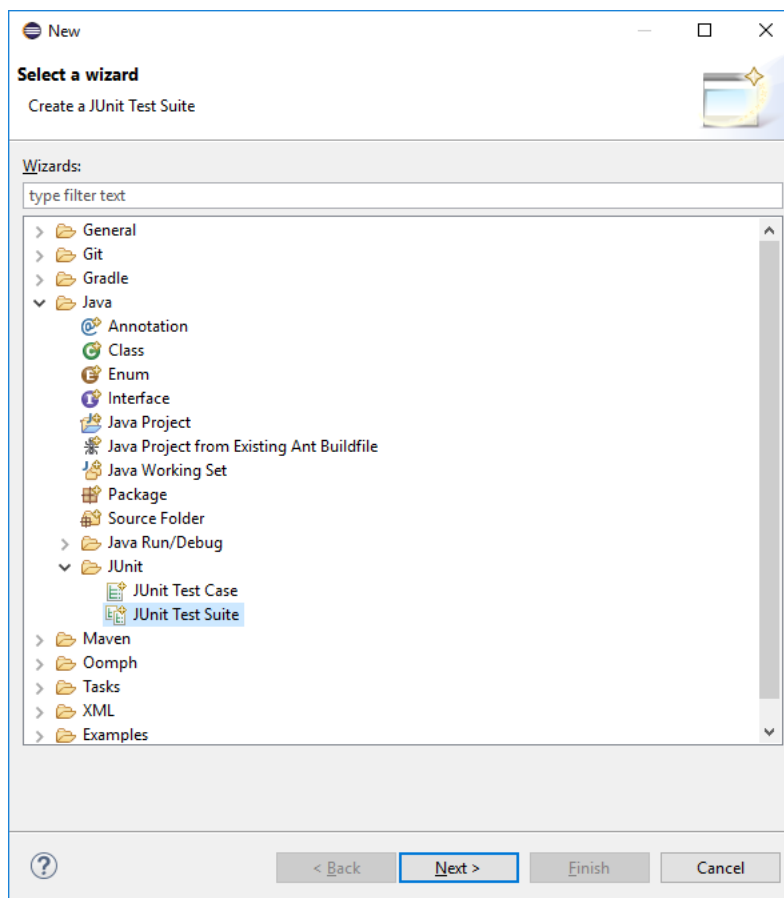 New
Select a wizard
Create a JUnit Test Suite
Wizards:
type filter text
General
Git
Gradle
Java
Annotation
Class
Enum
Interface
Java Project
Java Project from Existing Ant Buildfile
Java Working Set
Package
Source Folder
Java Run/Debug
JUnit
JUnit Test Case
JUnit Test Suite
Maven
Oomph
Tasks
XML
Examples
? < Back Next > Finish Cancel